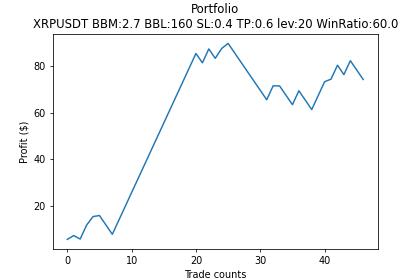 Portfolio
XRPUSDT BBM:2.7 BBL:160 SL:0.4 TP:0.6 lev:20 WinRatio:60.0
80
60
40
20
Profit ($)
0 10 20 30 40
Trade counts